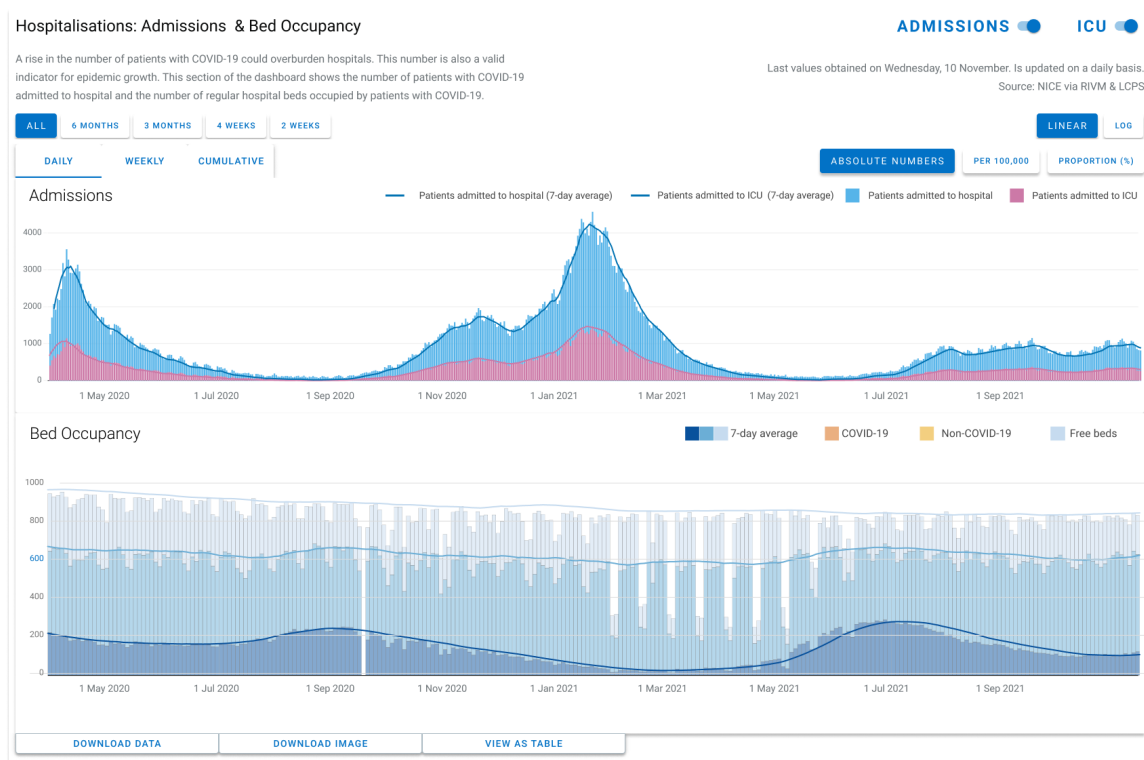 Hospitalisations: Admissions & Bed Occupancy
ADMISSIONS
ICU
A rise in the number of patients with COVID-19 could overburden hospitals. This number is also a valid
indicator for epidemic growth. This section of the dashboard shows the number of patients with COVID-19
admitted to hospital and the number of regular hospital beds occupied by patients with COVID-19.
Last values obtained on Wednesday, 10 November. Is updated on a daily basis.
Source: NICE via RIVM & LCPS
ALL 6 MONTHS 3 MONTHS 4 WEEKS 2 WEEKS
LINEAR LOG
DAILY WEEKLY CUMULATIVE
ABSOLUTE NUMBERS PER 100,000 PROPORTION (%)
Admissions
Patients admitted to hospital (7-day average) Patients admitted to ICU (7-day average) Patients admitted to hospital Patients admitted to ICU
4000
3000
2000
1000
0
1 May 2020 1 Jul 2020 1 Sep 2020 1 Nov 2020 1 Jan 2021 1 Mar 2021 1 May 2021 1 Jul 2021 1 Sep 2021
Bed Occupancy
7-day average COVID-19 Non-COVID-19 Free beds
1000
800
600
400
200
0
1 May 2020 1 Jul 2020 1 Sep 2020 1 Nov 2020 1 Jan 2021 1 Mar 2021 1 May 2021 1 Jul 2021 1 Sep 2021
DOWNLOAD DATA DOWNLOAD IMAGE VIEW AS TABLE